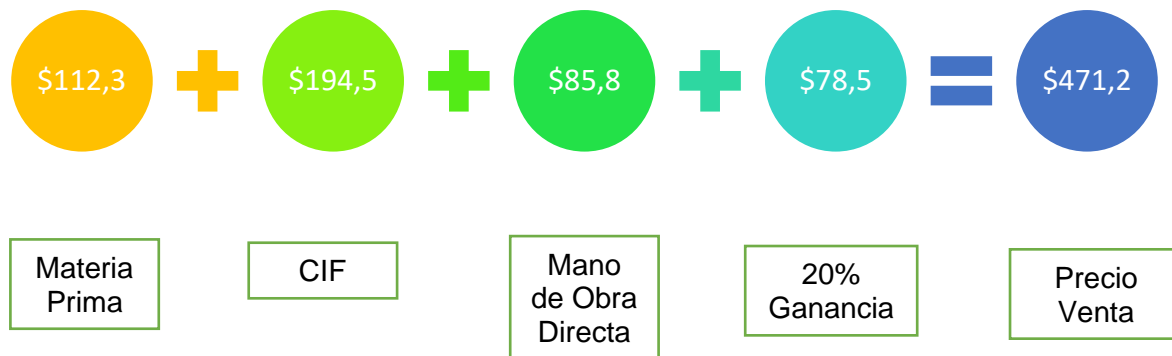 $112,3
$194,5
$85,8
$78,5
$471,2
Materia
Prima
CIF
Mano
de Obra
Directa
20%
Ganancia
Precio
Venta